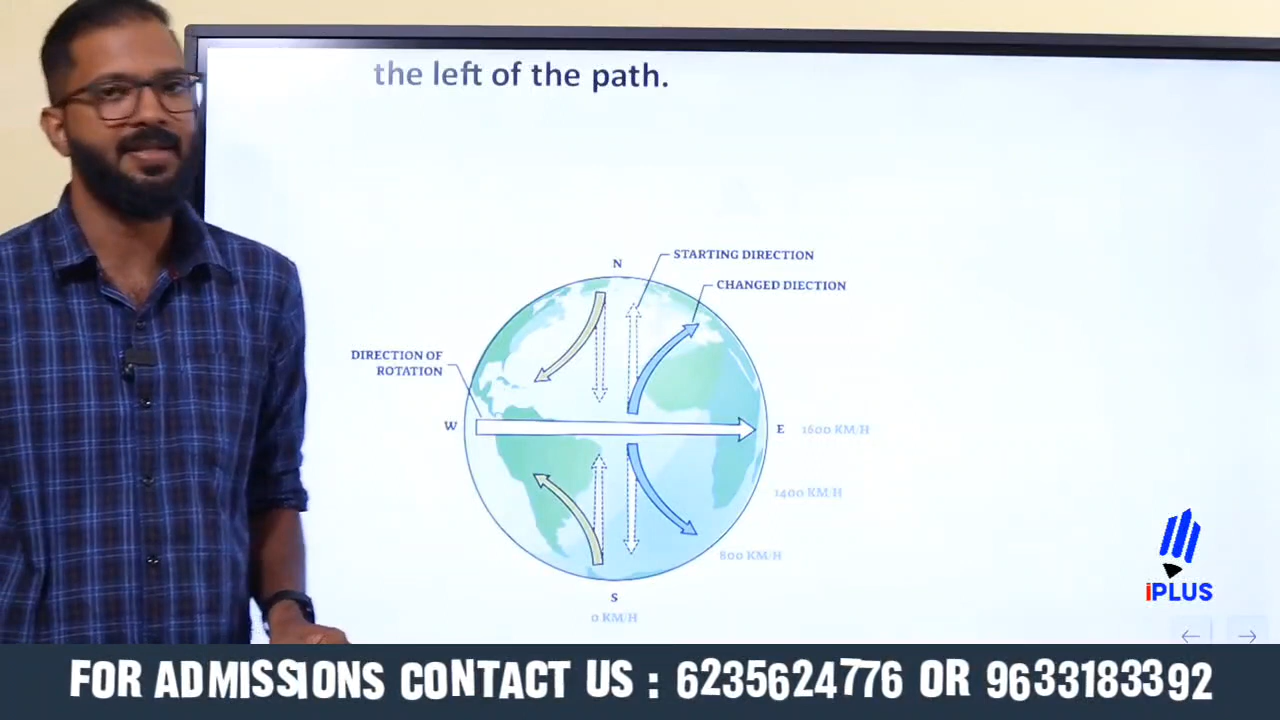 the left of the path.
N
STARTING DIRECTION
CHANGED DIECTION
DIRECTION OF
ROTATION
W
E 1600 KM/H
1400 KM/H
800 KM/H
S
0 KM/H
iPLUS
FOR ADMISSIONS CONTACT US : 6235624776 OR 9633183392